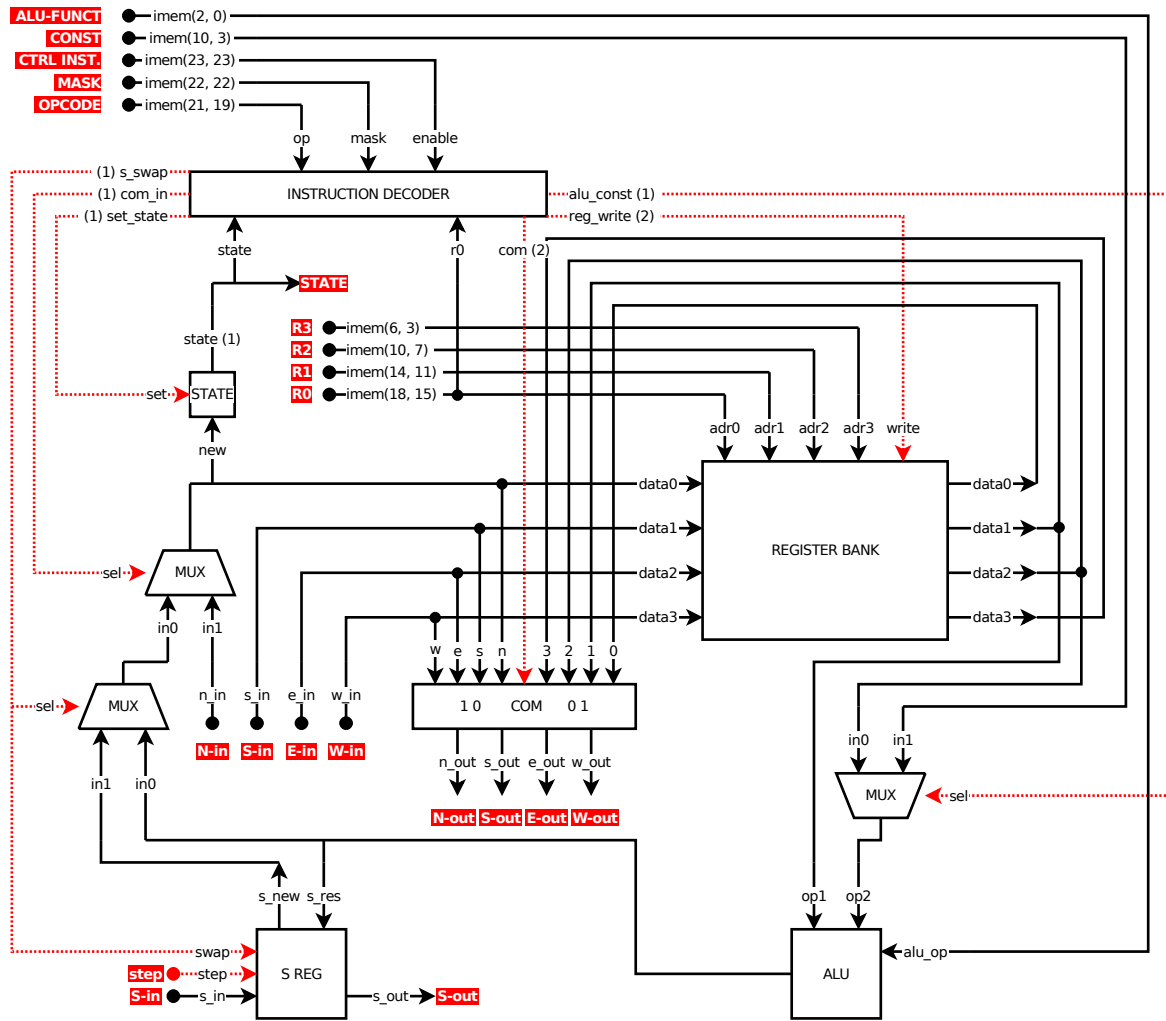 ALU-FUNCT imem(2, 0)
CONST imem(10, 3)
CTRL INST. imem(23, 23)
MASK imem(22, 22)
OPCODE imem(21, 19)
op mask enable
(1) s_swap
(1) com_in INSTRUCTION DECODER alu_const (1)
(1) set_state reg_write (2)
state r0 com (2)
STATE
R3 imem(6, 3)
state (1)
R2 imem(10, 7)
R1 imem(14, 11)
set STATE R0 imem(18, 15)
adr0 adr1 adr2 adr3 write
new
data0 data0
data1 data1
REGISTER BANK
sel MUX data2 data2
data3 data3
in0 in1
w e s n 3 2 1 0
n_in s_in e_in w_in
sel MUX 1 0 COM 0 1
in0 in1
N-in S-in E-in W-in
n_out s_out e_out w_out
in1 in0
MUX sel
N-out S-out E-out W-out
s_new s_res op1 op2
swap alu_op
step step S REG ALU
S-in s_in s_out S-out